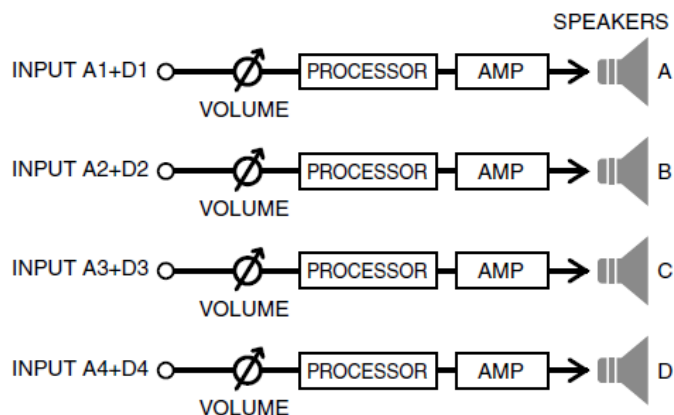 SPEAKERS
INPUT A1+D1 PROCESSOR AMP A
VOLUME
INPUT A2+D2 PROCESSOR AMP B
VOLUME
INPUT A3+D3 PROCESSOR AMP C
VOLUME
INPUT A4+D4 PROCESSOR AMP D
VOLUME